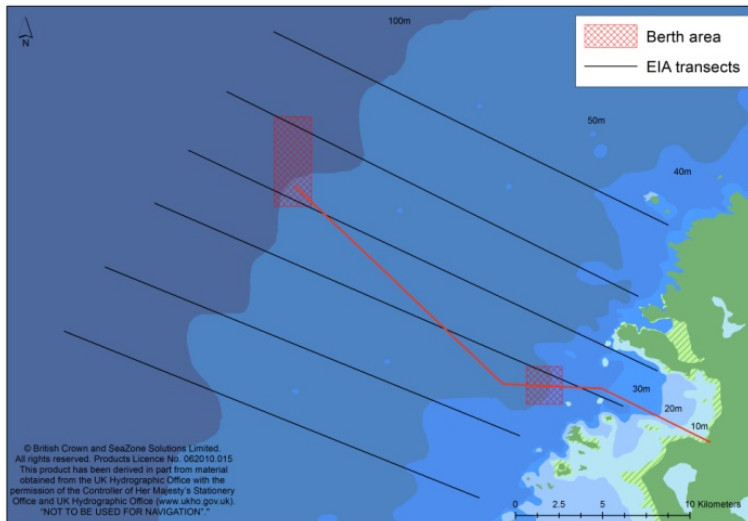 100m
N
Berth area
EIA transects
50m
40m
30m
20m
10m
© British Crown and SeaZone Solutions Limited.
All rights reserved. Products Licence No. 062010.015
This product has been derived in part from material
obtained from the UK Hydrographic Office with the
permission of the Controller of Her Majesty's Stationery
Office and UK Hydrographic Office (www.ukho.gov.uk).
"NOT TO BE USED FOR NAVIGATION"."
0 2.5 5 10 Kilometers